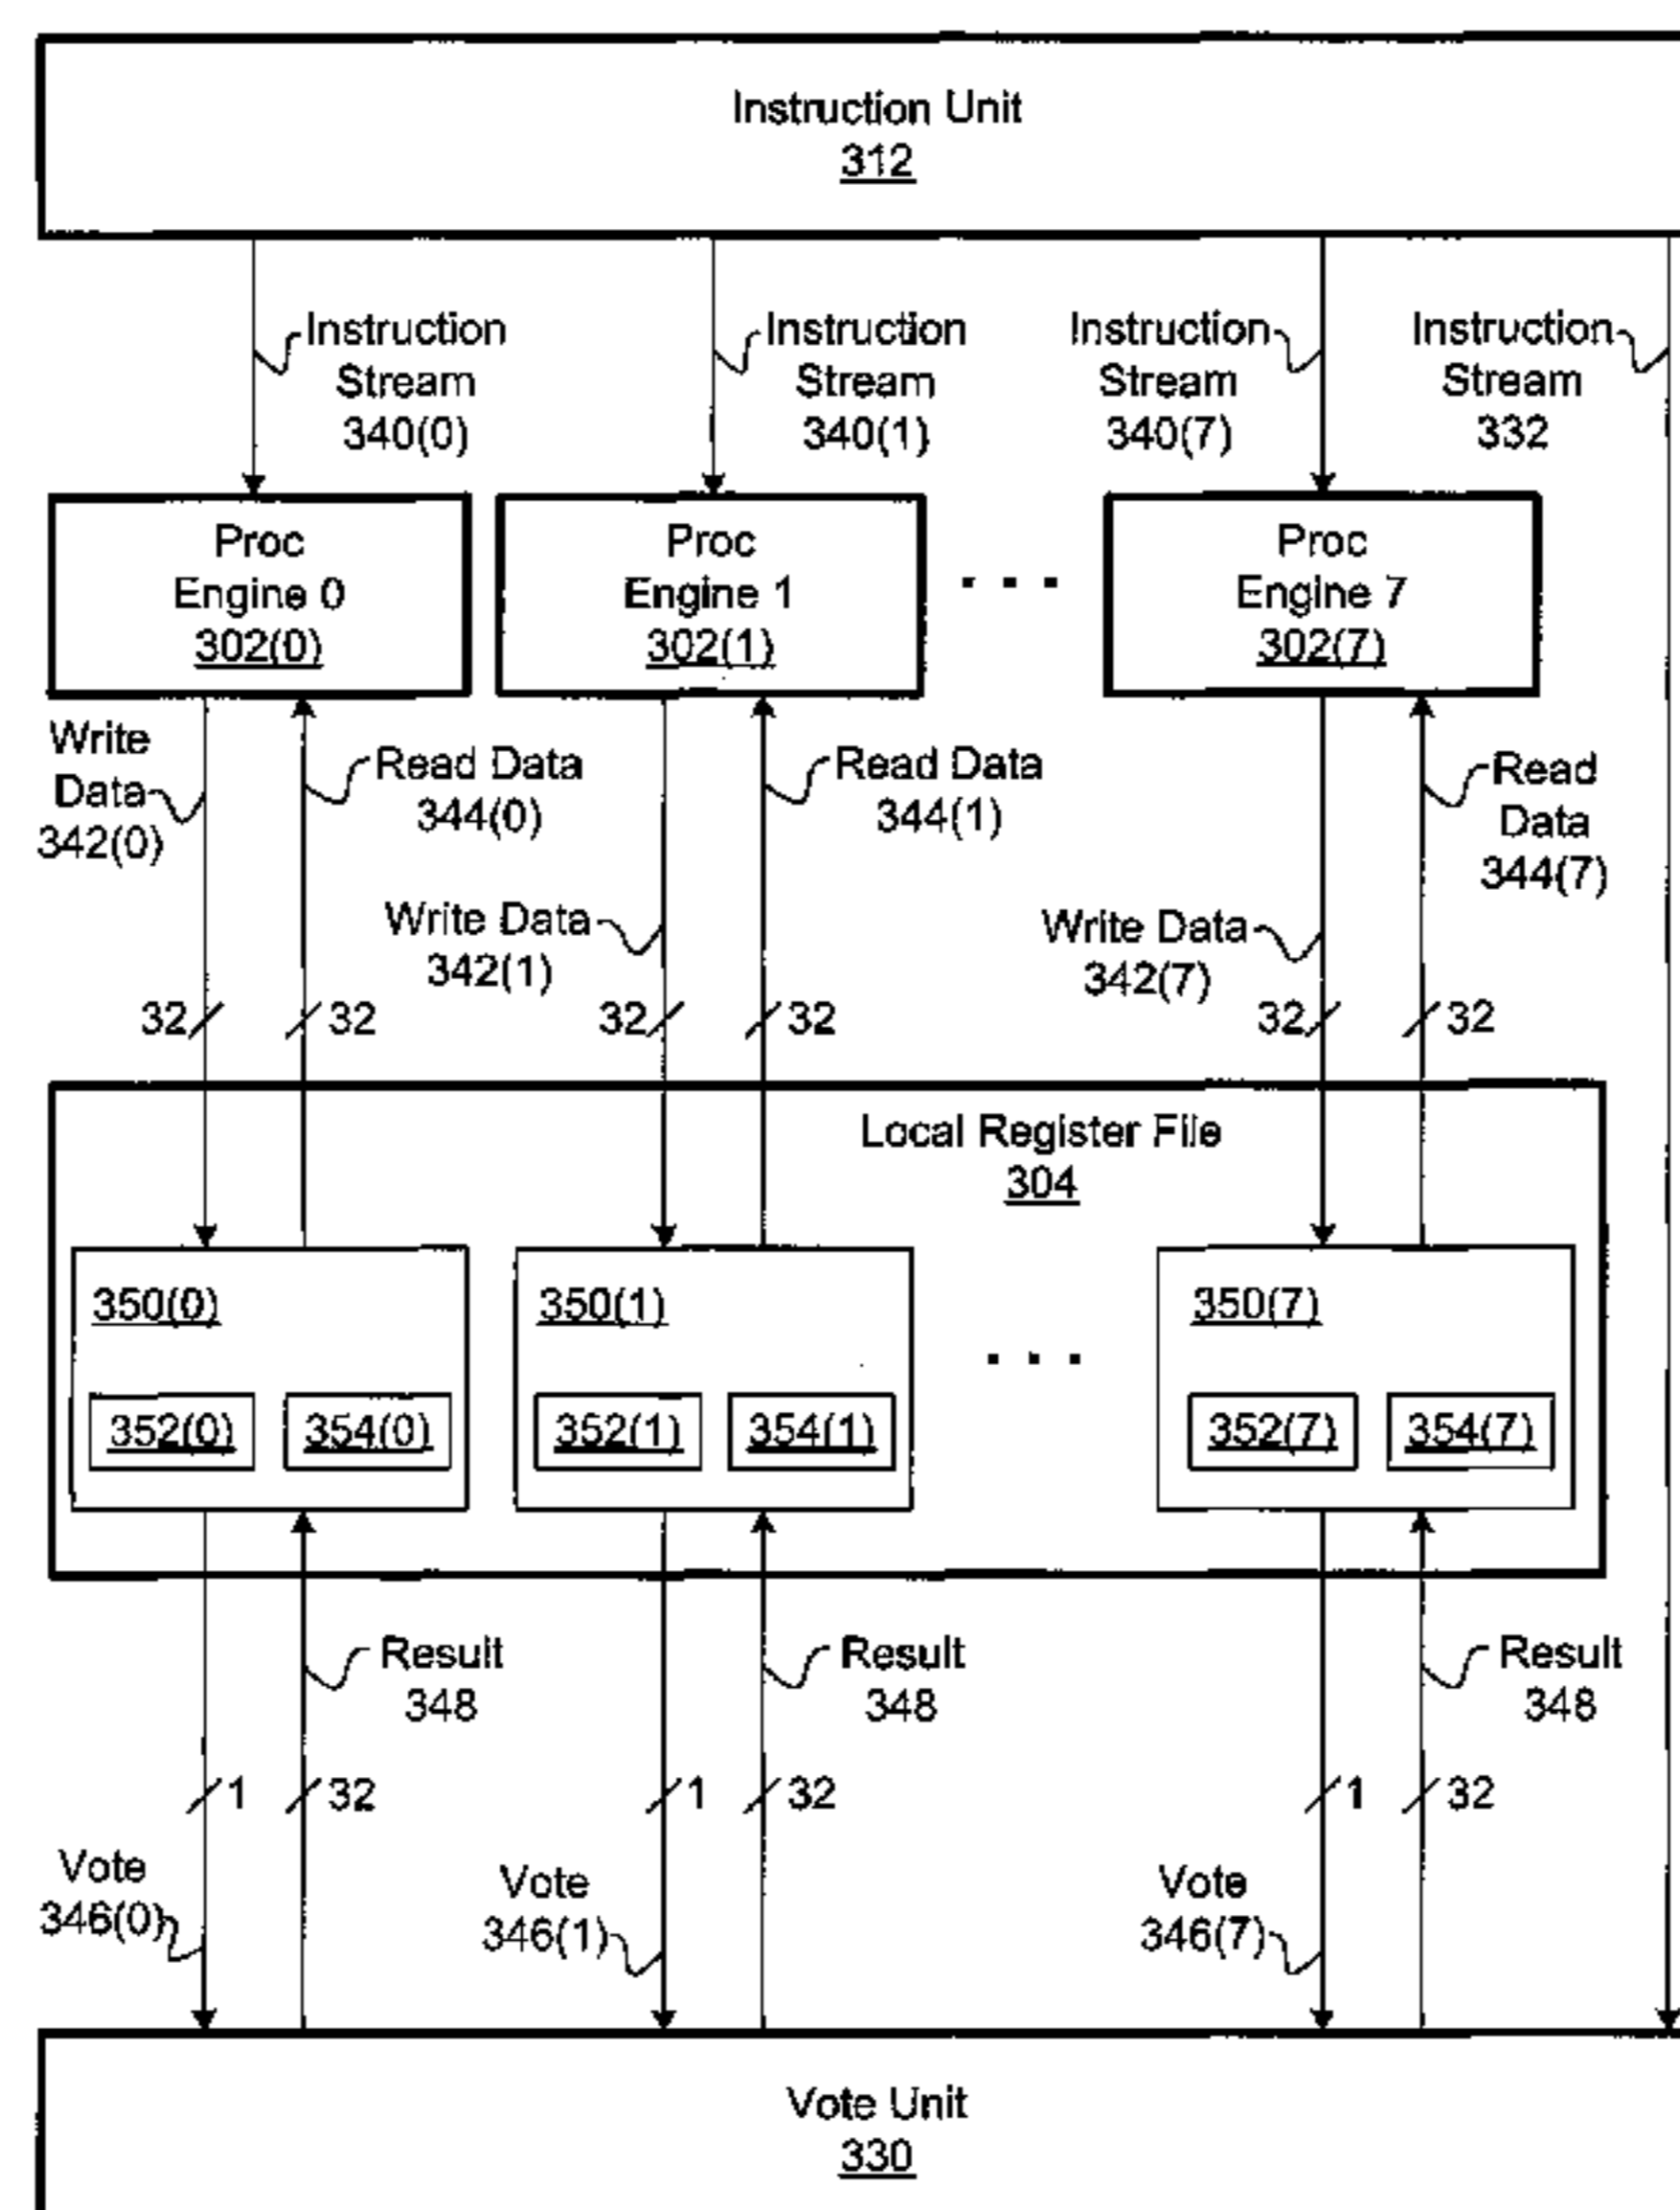 Instruction Unit
312
Instruction
Stream
340(0)
Instruction
Stream
340(1)
Instruction
Stream
340(7)
Instruction
Stream
332
Proc
Engine 0
302(0)
Proc
Engine 1
302(1)
. . .
Proc
Engine 7
302(7)
Write
Data
342(0)
Read Data
344(0)
Write Data
342(1)
Read Data
344(1)
Write Data
342(7)
Read
Data
344(7)
32
32
32
32
32
32
Local Register File
304
350(0)
352(0)
354(0)
350(1)
352(1)
354(1)
. . .
350(7)
352(7)
354(7)
Result
348
Result
348
Result
348
1
32
1
32
1
32
Vote
346(0)
Vote
346(1)
Vote
346(7)
Vote Unit
330